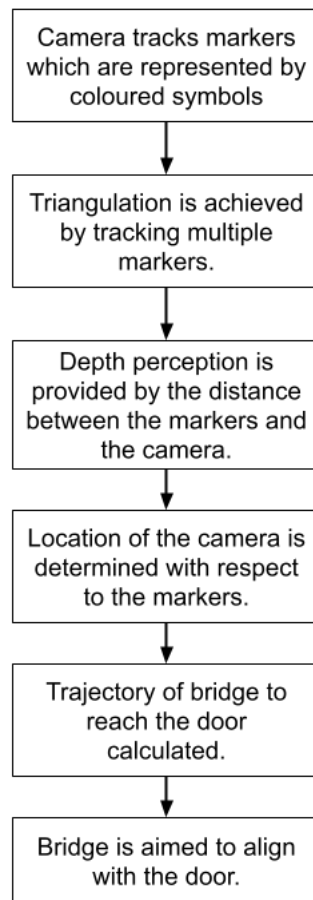 Camera tracks markers
which are represented by
coloured symbols
Triangulation is achieved
by tracking multiple
markers.
Depth perception is
provided by the distance
between the markers and
the camera.
Location of the camera is
determined with respect
to the markers.
Trajectory of bridge to
reach the door
calculated.
Bridge is aimed to align
with the door.